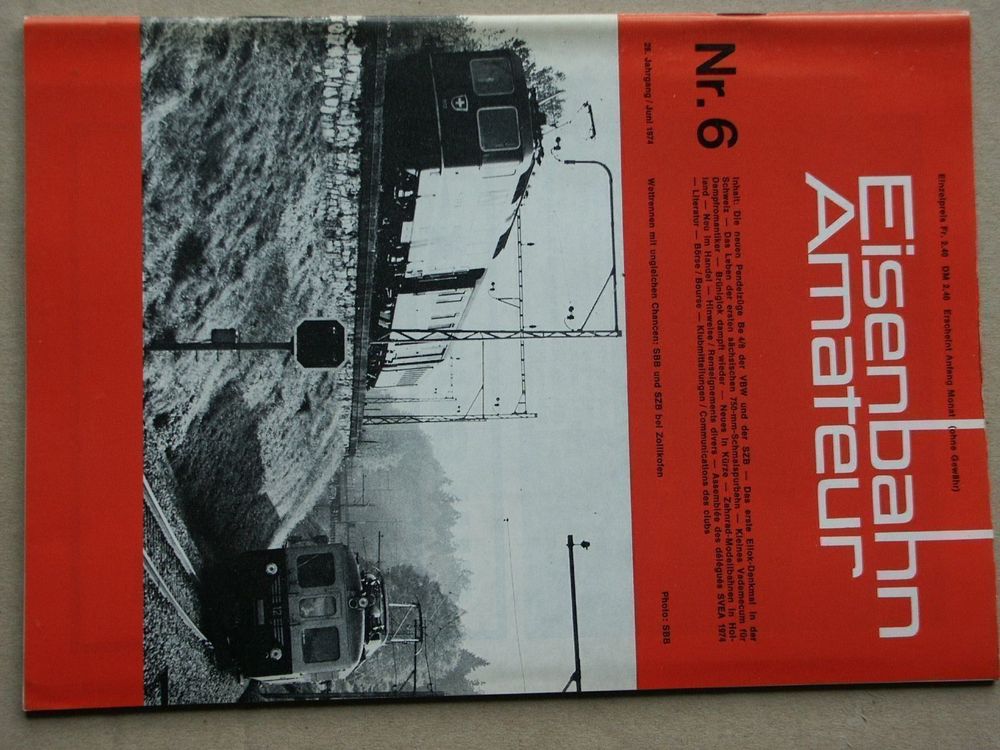 Einzelpreis Fr. 2.40 DM 2,40 Erscheint Anfang Monat (ohne Gewähr)
Eisenbahn
Amateur
Nr. 6
28. Jahrgang / Juni 1974
Inhalt: Die neuen Pendelzüge Be 4/8 der VBW und der SZB — Das erste Ellok-Denkmal in der
Schweiz — Das Leben der ersten sächsischen 750-mm-Schmalspurbahn — Kleines Vademecum für
Dampfromantiker — Brüniglok dampft wieder — Neues in Kürze — Zahnrad-Modellbahnen in Hol-
land — Neu im Handel — Hinweise / Renseignements divers — Assemblée des délégués SVEA 1974
— Literatur — Börse / Bourse — Klubmitteilungen / Communications des clubs
Wettrennen mit ungleichen Chancen: SBB und SZB bei Zollikofen
Photo: SBB